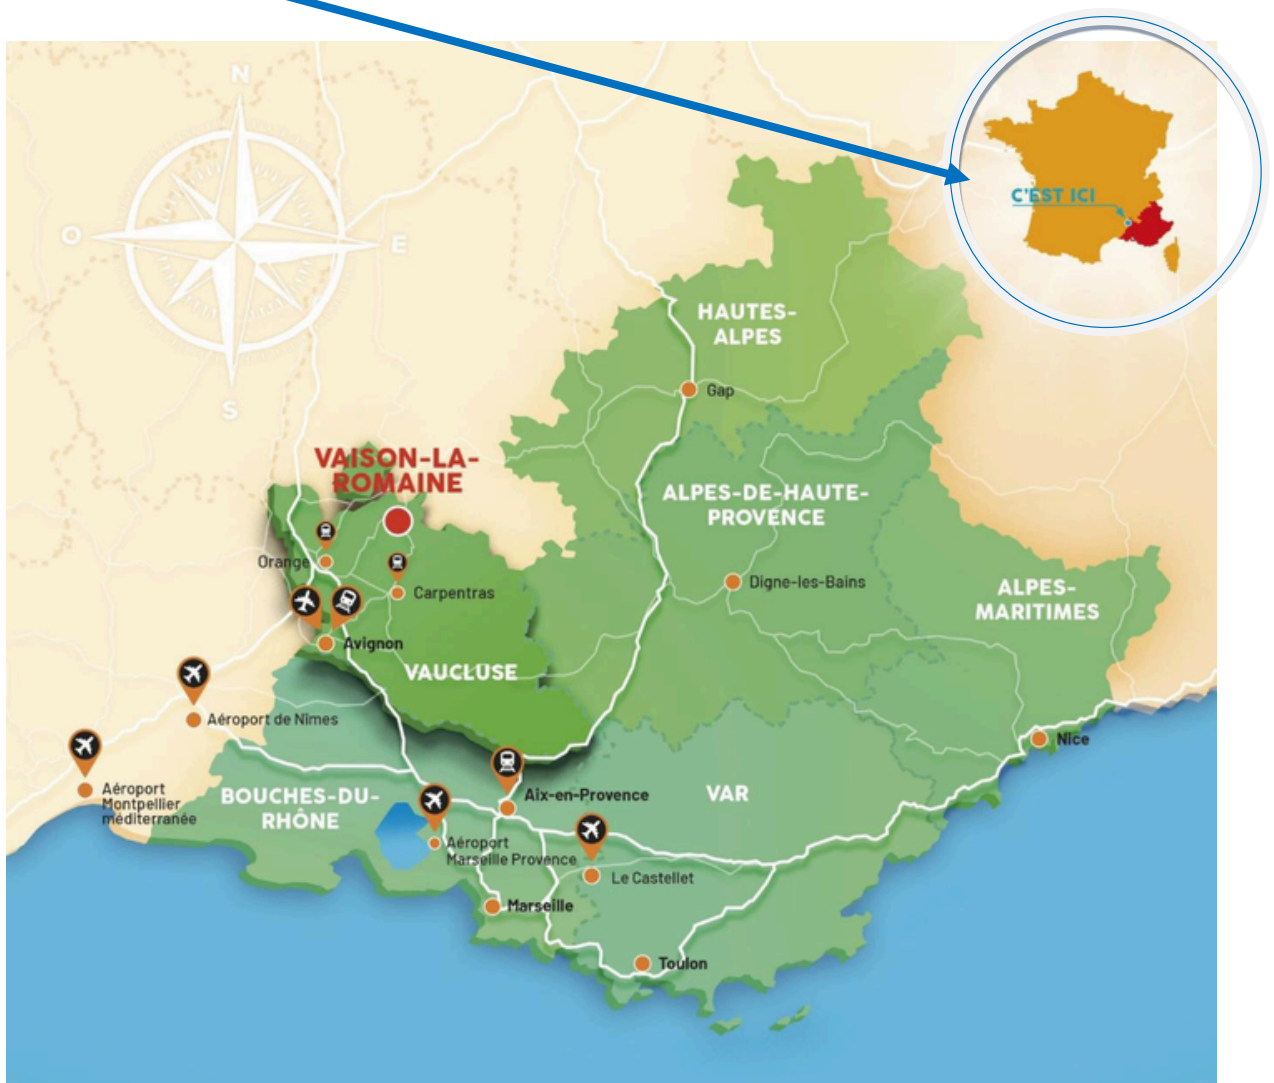 N
O
E
S
C'EST ICI
HAUTES-
ALPES
Gap
VAISON-LA-
ROMAINE
ALPES-DE-HAUTE-
PROVENCE
Orange
Digne-les-Bains
Carpentras
ALPES-
MARITIMES
Avignon
VAUCLUSE
Aéroport de Nîmes
Nice
Aéroport
Montpellier
méditerranée
BOUCHES-DU-
RHÔNE
Aix-en-Provence
VAR
Aéroport
Marseille Provence
Le Castellet
Marseille
Toulon